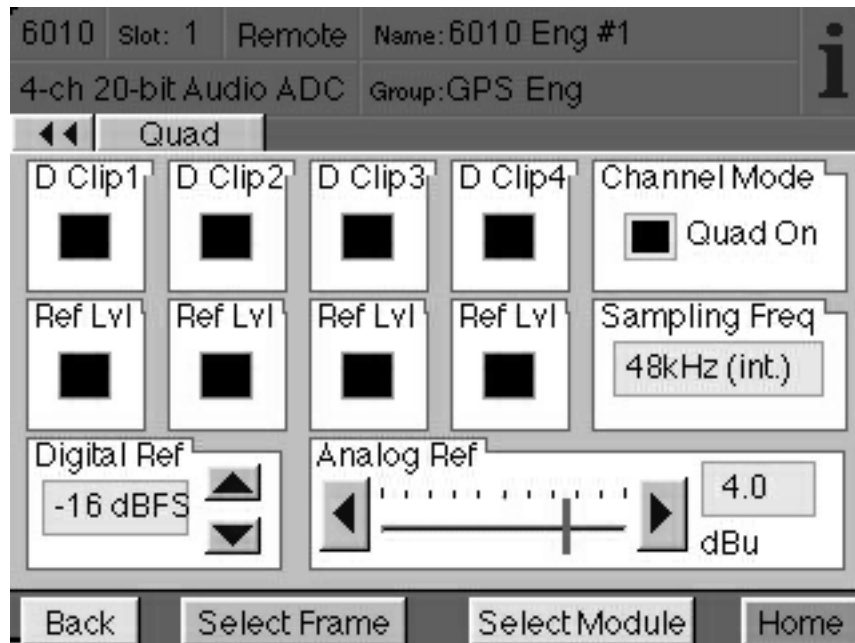 6010 Slot: 1 Remote Name: 6010 Eng #1
4-ch 20-bit Audio ADC Group: GPS Eng
i
Quad
D Clip1 D Clip2 D Clip3 D Clip4 Channel Mode
Quad On
Ref Lvl Ref Lvl Ref Lvl Ref Lvl Sampling Freq
48kHz (int.)
Digital Ref Analog Ref
-16 dBFS 4.0
dBu
Back Select Frame Select Module Home